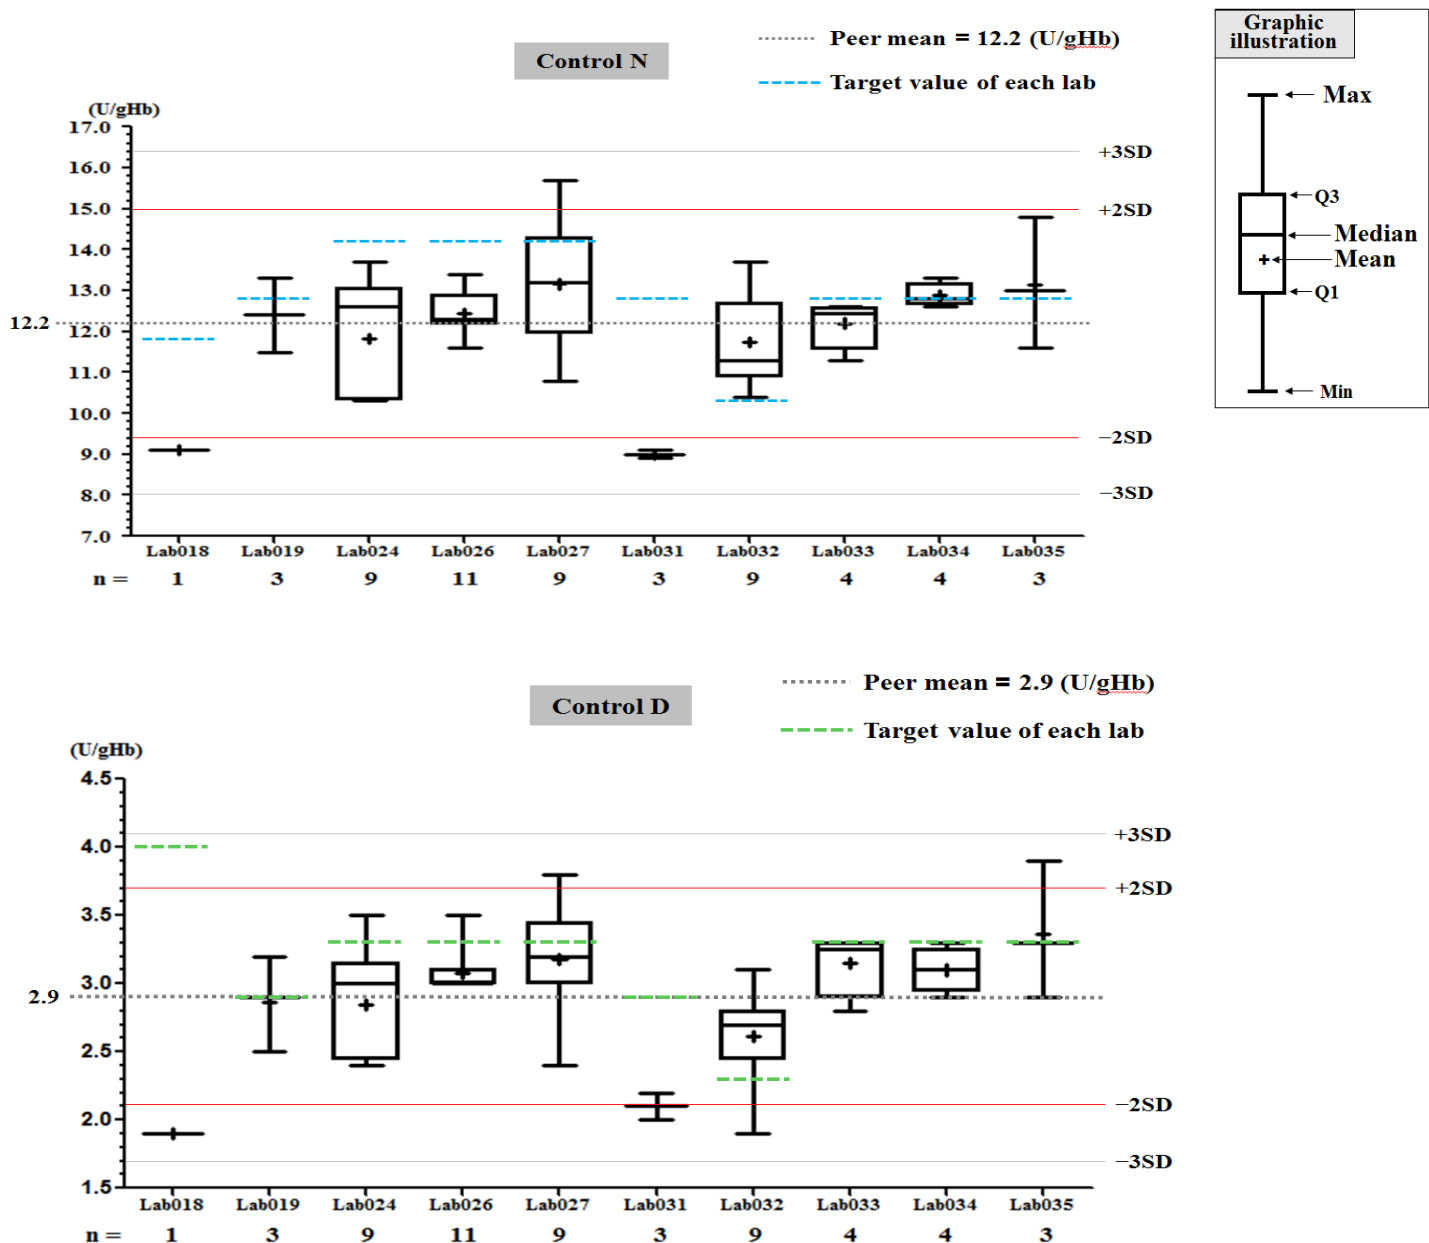 Control N
Peer mean = 12.2 (U/gHb)
Target value of each lab
(U/gHb)
17.0
16.0
15.0
14.0
13.0
12.2
12.0
11.0
10.0
9.0
8.0
7.0
+3SD
+2SD
−2SD
−3SD
Lab018 Lab019 Lab024 Lab026 Lab027 Lab031 Lab032 Lab033 Lab034 Lab035
n = 1 3 9 11 9 3 9 4 4 3
Graphic
illustration
Max
Q3
Median
Mean
Q1
Min
Control D
Peer mean = 2.9 (U/gHb)
Target value of each lab
(U/gHb)
4.5
4.0
3.5
3.0
2.9
2.5
2.0
1.5
+3SD
+2SD
−2SD
−3SD
Lab018 Lab019 Lab024 Lab026 Lab027 Lab031 Lab032 Lab033 Lab034 Lab035
n = 1 3 9 11 9 3 9 4 4 3